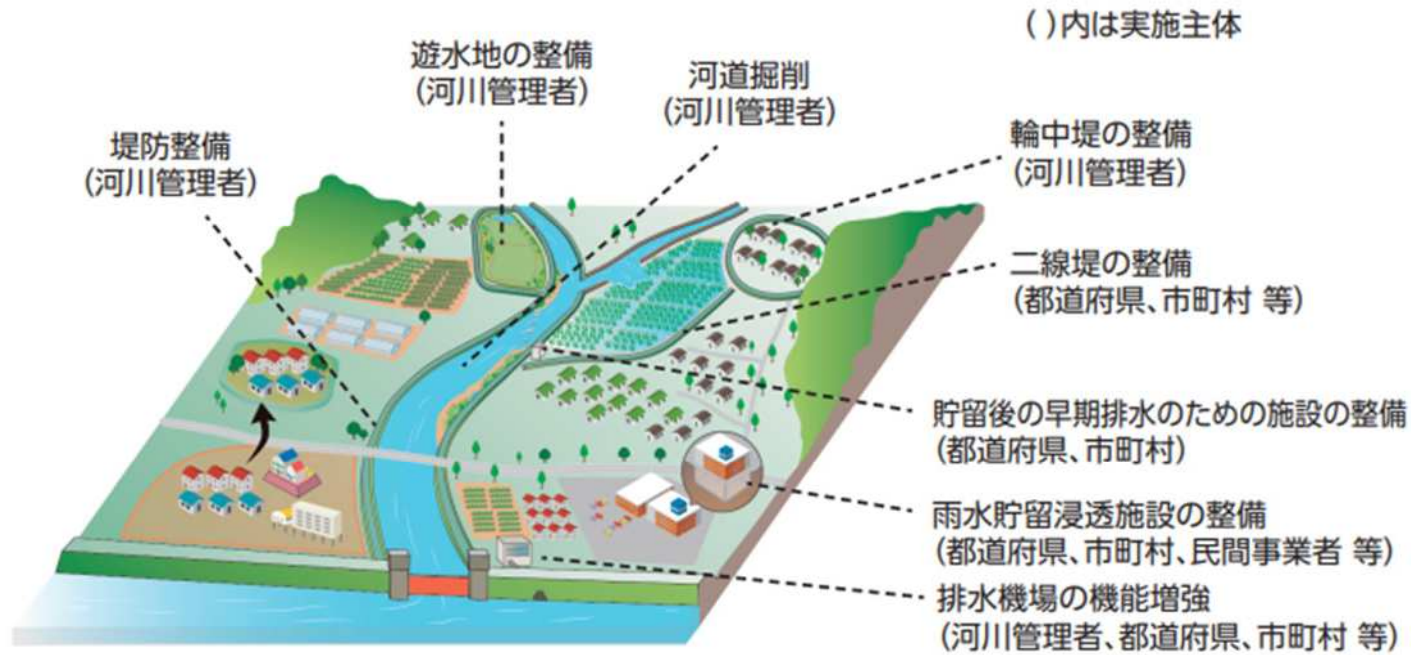 ( )内は実施主体
遊水地の整備
(河川管理者)
河道掘削
(河川管理者)
堤防整備
(河川管理者)
輪中堤の整備
(河川管理者)
二線堤の整備
(都道府県、市町村 等)
貯留後の早期排水のための施設の整備
(都道府県、市町村)
雨水貯留浸透施設の整備
(都道府県、市町村、民間事業者 等)
排水機場の機能増強
(河川管理者、都道府県、市町村 等)